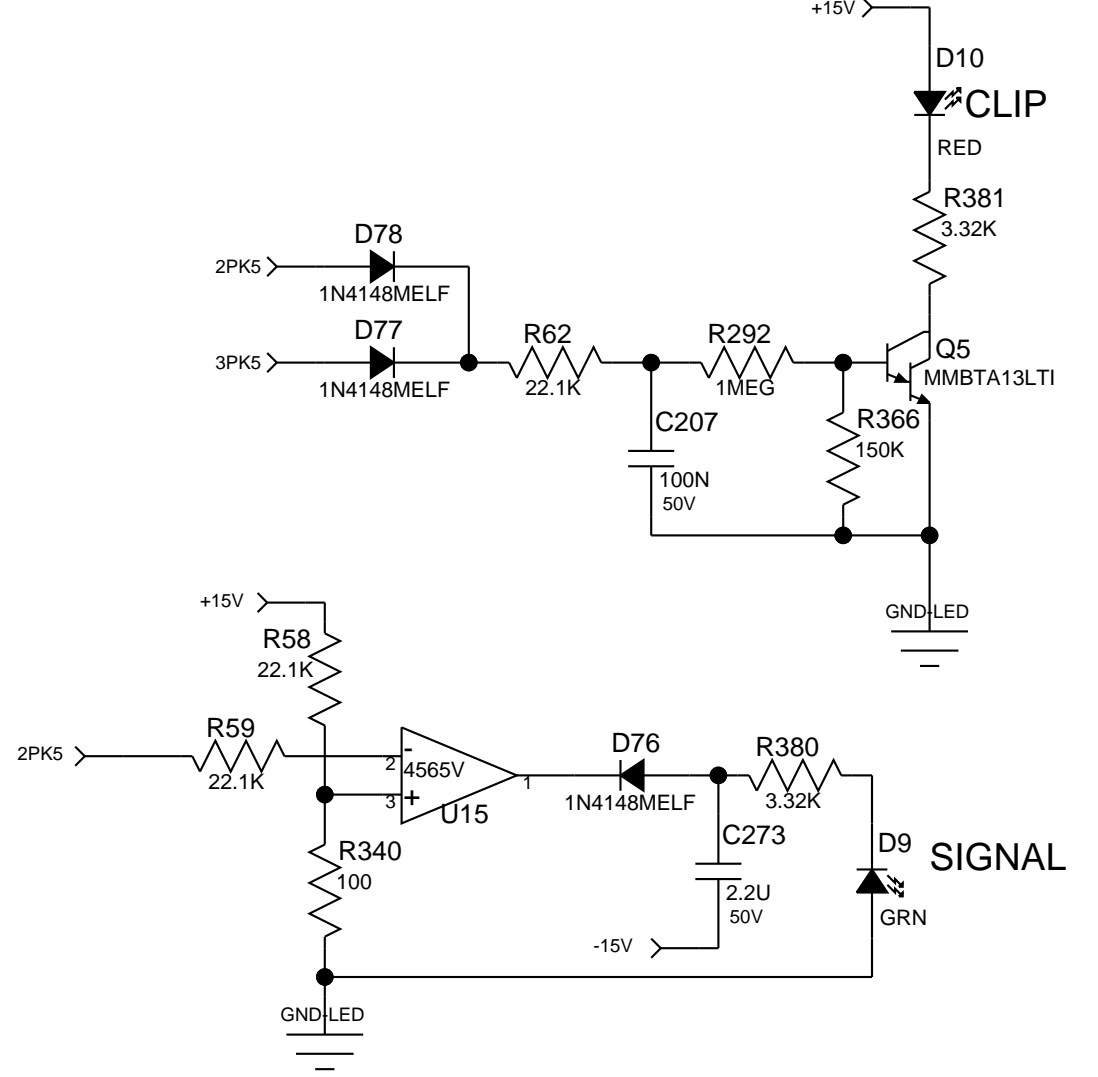 +15V
D10
CLIP
RED
R381
3.32K
D78
2PK5
1N4148MELF
D77
3PK5
1N4148MELF
R62
22.1K
R292
1MEG
Q5
MMBTA13LTI
C207
100N
50V
R366
150K
GND-LED
+15V
R58
22.1K
2PK5
R59
22.1K
-
2
4565V
3
+
U15
1
D76
1N4148MELF
R380
3.32K
C273
2.2U
50V
-15V
D9
SIGNAL
GRN
R340
100
GND-LED